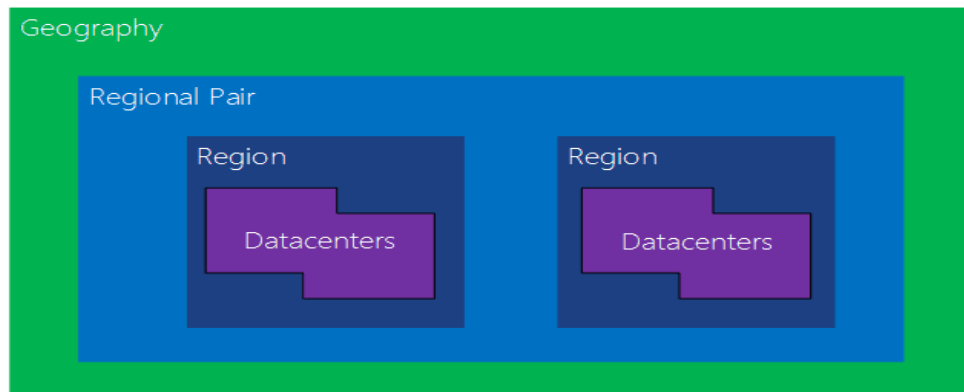 Geography
Regional Pair
Region
Datacenters
Region
Datacenters